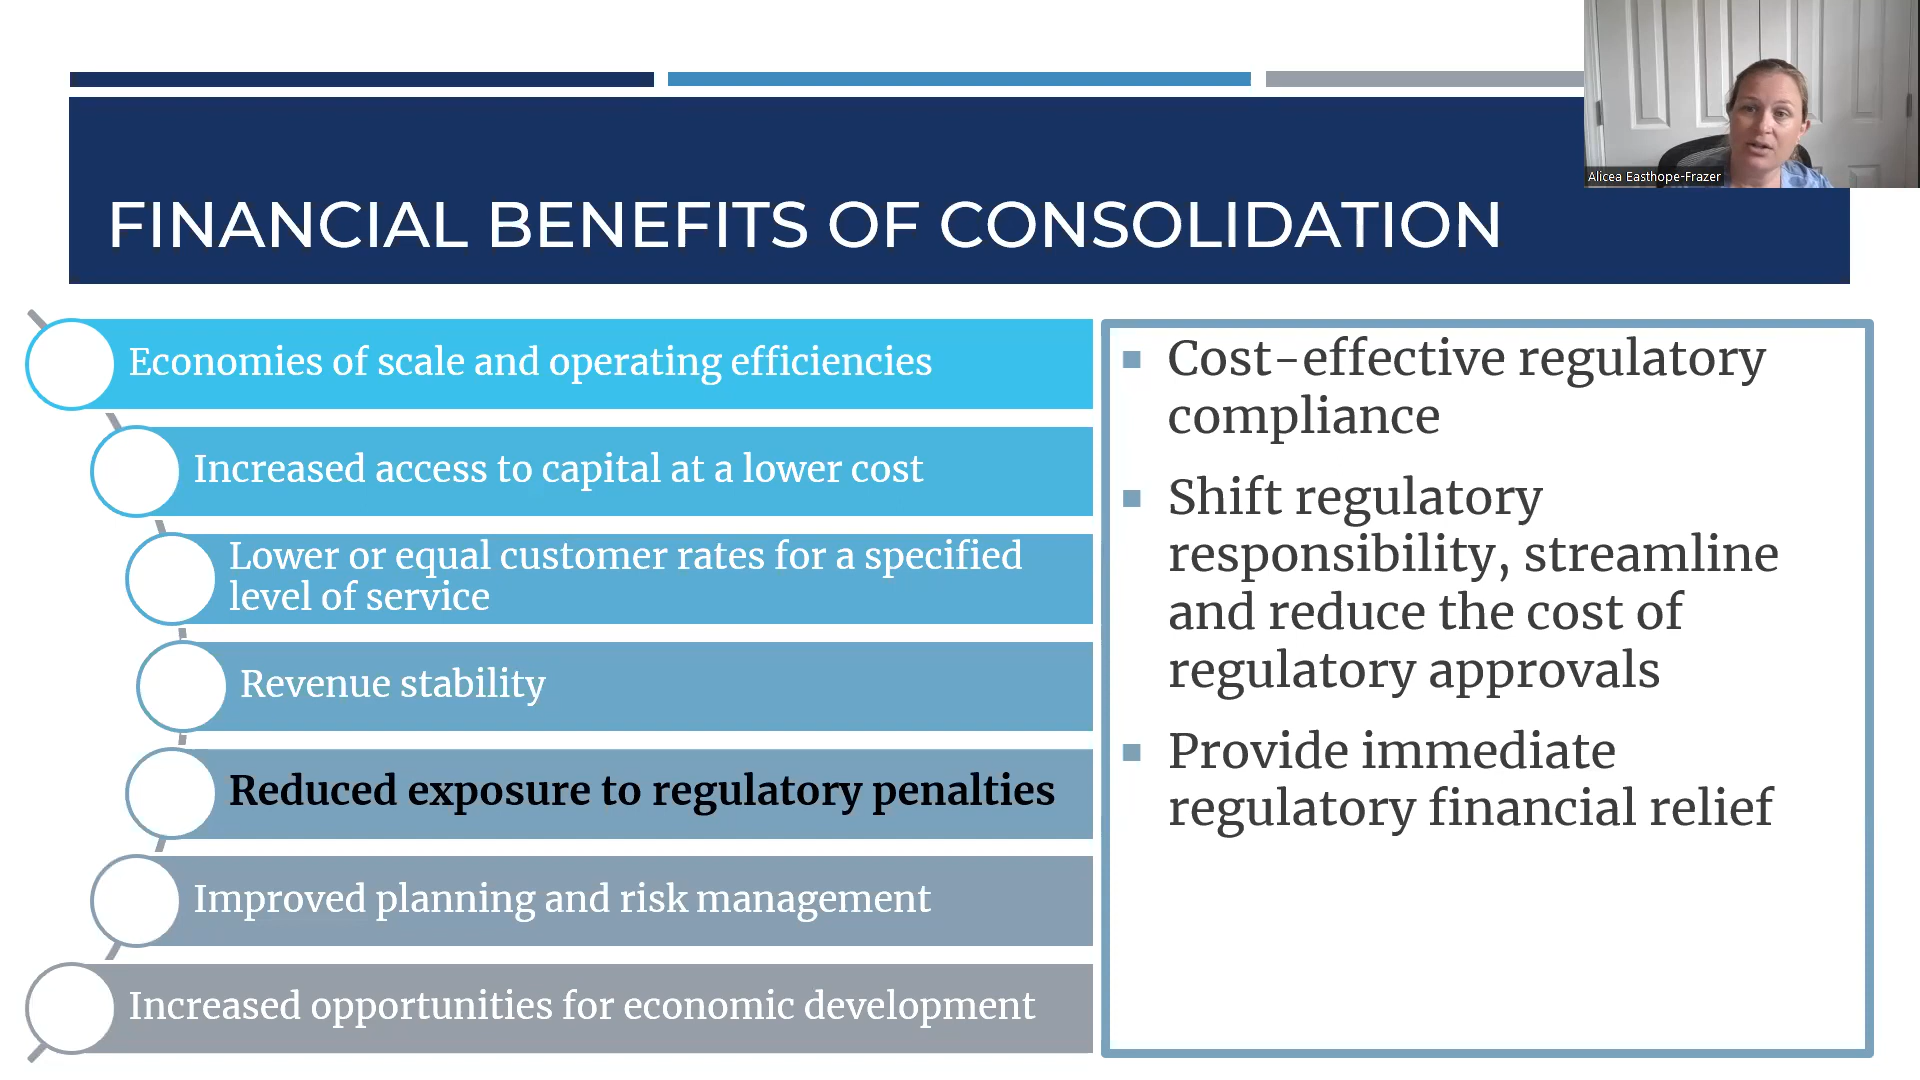 Alicea Easthope-Frazer
FINANCIAL BENEFITS OF CONSOLIDATION
Economies of scale and operating efficiencies
Increased access to capital at a lower cost
Lower or equal customer rates for a specified
level of service
Revenue stability
Reduced exposure to regulatory penalties
Improved planning and risk management
Increased opportunities for economic development
▪ Cost-effective regulatory
compliance
▪ Shift regulatory
responsibility, streamline
and reduce the cost of
regulatory approvals
▪ Provide immediate
regulatory financial relief